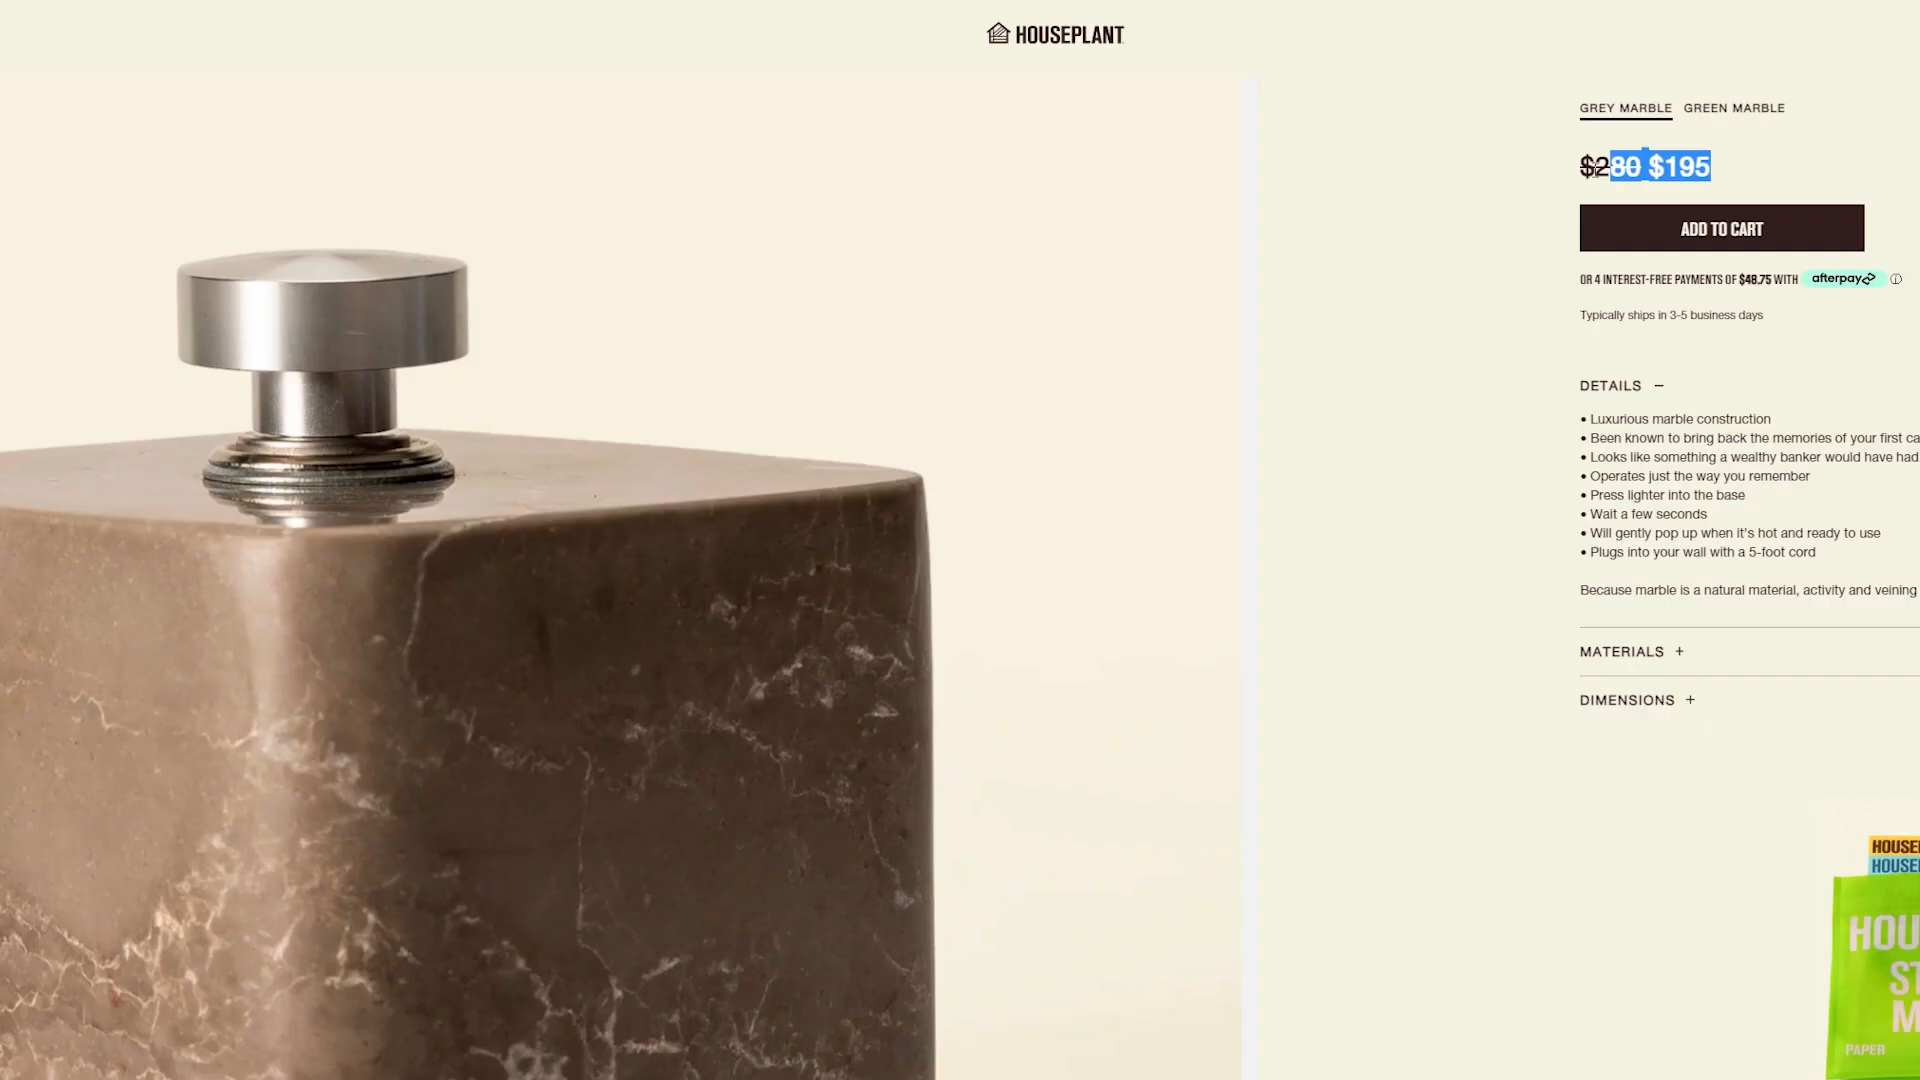 HOUSEPLANT
GREY MARBLE GREEN MARBLE
$280 $195
ADD TO CART
OR 4 INTEREST-FREE PAYMENTS OF $48.75 WITH afterpay
Typically ships in 3-5 business days
DETAILS −
• Luxurious marble construction
• Been known to bring back the memories of your first ca
• Looks like something a wealthy banker would have had
• Operates just the way you remember
• Press lighter into the base
• Wait a few seconds
• Will gently pop up when it's hot and ready to use
• Plugs into your wall with a 5-foot cord
Because marble is a natural material, activity and veining
MATERIALS +
DIMENSIONS +
HOUSE
HOUSE
HOU
ST
M
PAPER